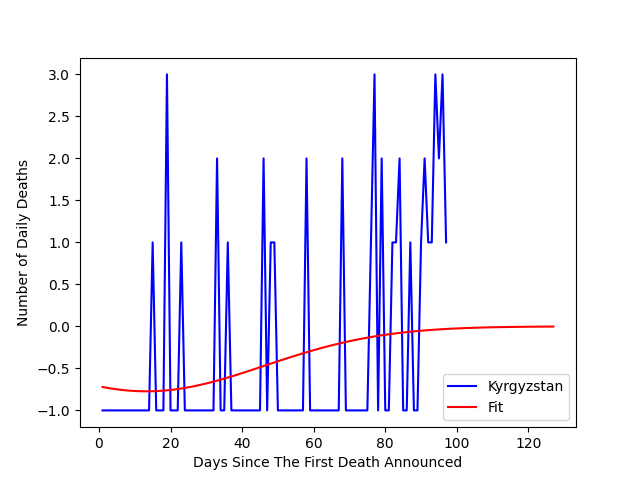 3.0
2.5
2.0
1.5
1.0
0.5
0.0
−0.5
−1.0
Number of Daily Deaths
Kyrgyzstan
Fit
0 20 40 60 80 100 120
Days Since The First Death Announced